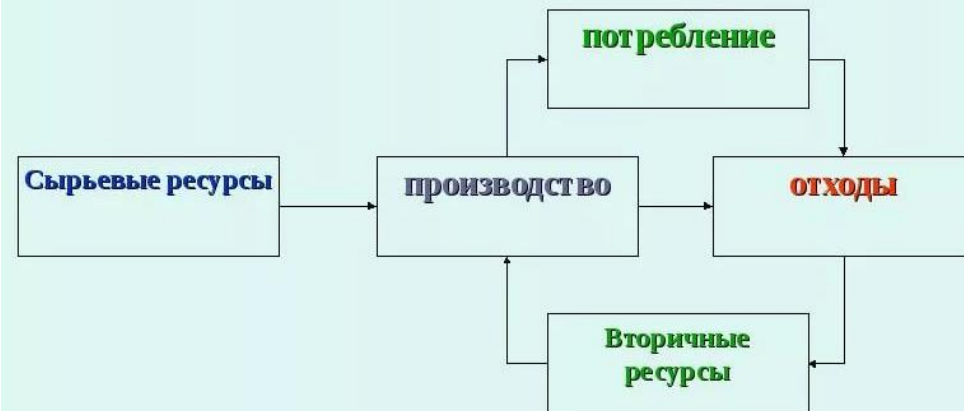 потребление
Сырьевые ресурсы
производство
отходы
Вторичные
ресурсы